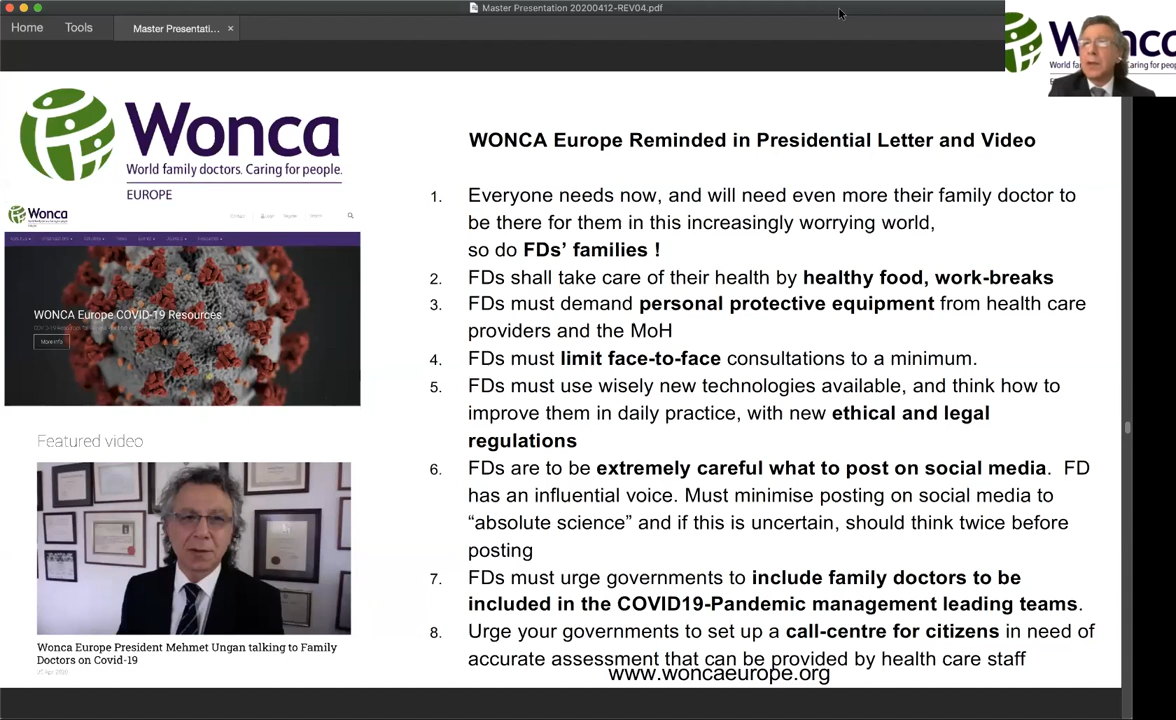 Master Presentation 20200412-REV04.pdf
Home
Tools
Master Presentati...
×
Wonca
World family doctors. Caring for people.
EUROPE
Wonca
WONCA Europe COVID-19 Resources
More Info
Featured video
Wonca Europe President Mehmet Ungan talking to Family
Doctors on Covid-19
WONCA Europe Reminded in Presidential Letter and Video
1. Everyone needs now, and will need even more their family doctor to
be there for them in this increasingly worrying world,
so do FDs’ families !
2. FDs shall take care of their health by healthy food, work-breaks
3. FDs must demand personal protective equipment from health care
providers and the MoH
4. FDs must limit face-to-face consultations to a minimum.
5. FDs must use wisely new technologies available, and think how to
improve them in daily practice, with new ethical and legal
regulations
6. FDs are to be extremely careful what to post on social media. FD
has an influential voice. Must minimise posting on social media to
“absolute science” and if this is uncertain, should think twice before
posting
7. FDs must urge governments to include family doctors to be
included in the COVID19-Pandemic management leading teams.
8. Urge your governments to set up a call-centre for citizens in need of
accurate assessment that can be provided by health care staff
www.woncaeurope.org